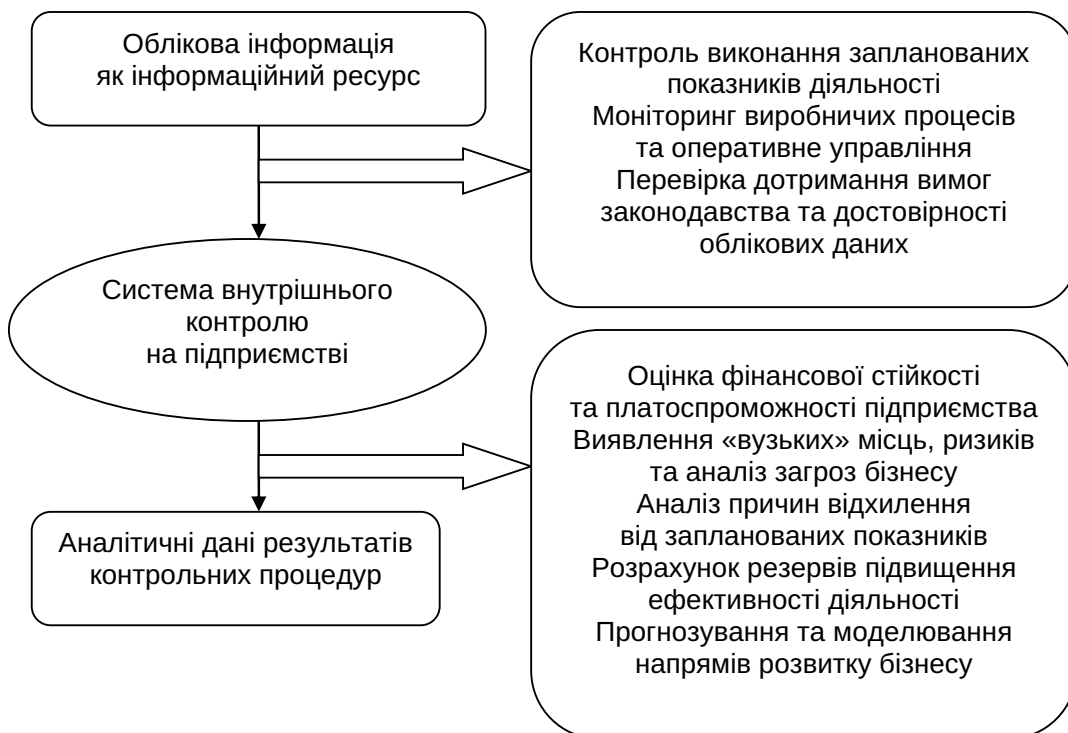 Облікова інформація
як інформаційний ресурс
Контроль виконання запланованих
показників діяльності
Моніторинг виробничих процесів
та оперативне управління
Перевірка дотримання вимог
законодавства та достовірності
облікових даних
Система внутрішнього
контролю
на підприємстві
Оцінка фінансової стійкості
та платоспроможності підприємства
Виявлення «вузьких» місць, ризиків
та аналіз загроз бізнесу
Аналіз причин відхилення
від запланованих показників
Розрахунок резервів підвищення
ефективності діяльності
Прогнозування та моделювання
напрямів розвитку бізнесу
Аналітичні дані результатів
контрольних процедур